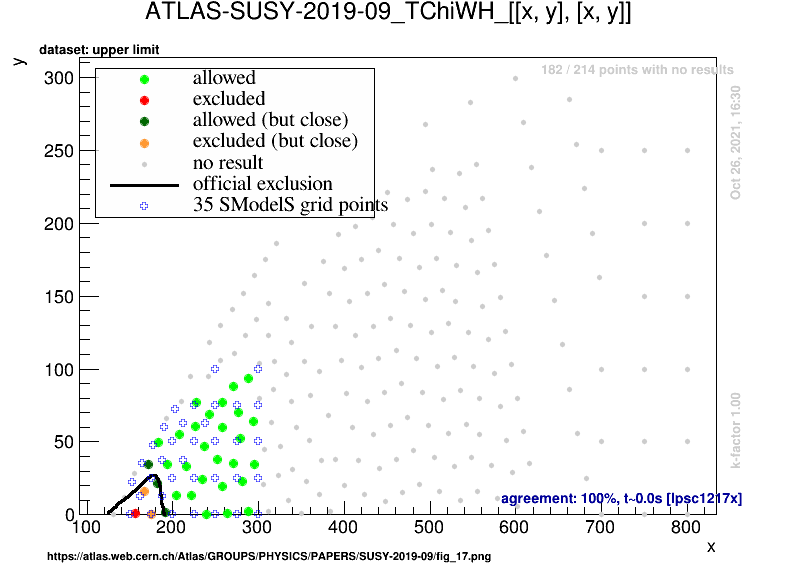 ATLAS-SUSY-2019-09_TChiWH_[[x, y], [x, y]]
dataset: upper limit
y
182 / 214 points with no results
allowed
excluded
allowed (but close)
excluded (but close)
no result
official exclusion
35 SModelS grid points
Oct 26, 2021, 16:30
k-factor 1.00
300
250
200
150
100
50
0
agreement: 100%, t~0.0s [lpsc1217x]
100 200 300 400 500 600 700 800
x
https://atlas.web.cern.ch/Atlas/GROUPS/PHYSICS/PAPERS/SUSY-2019-09/fig_17.png